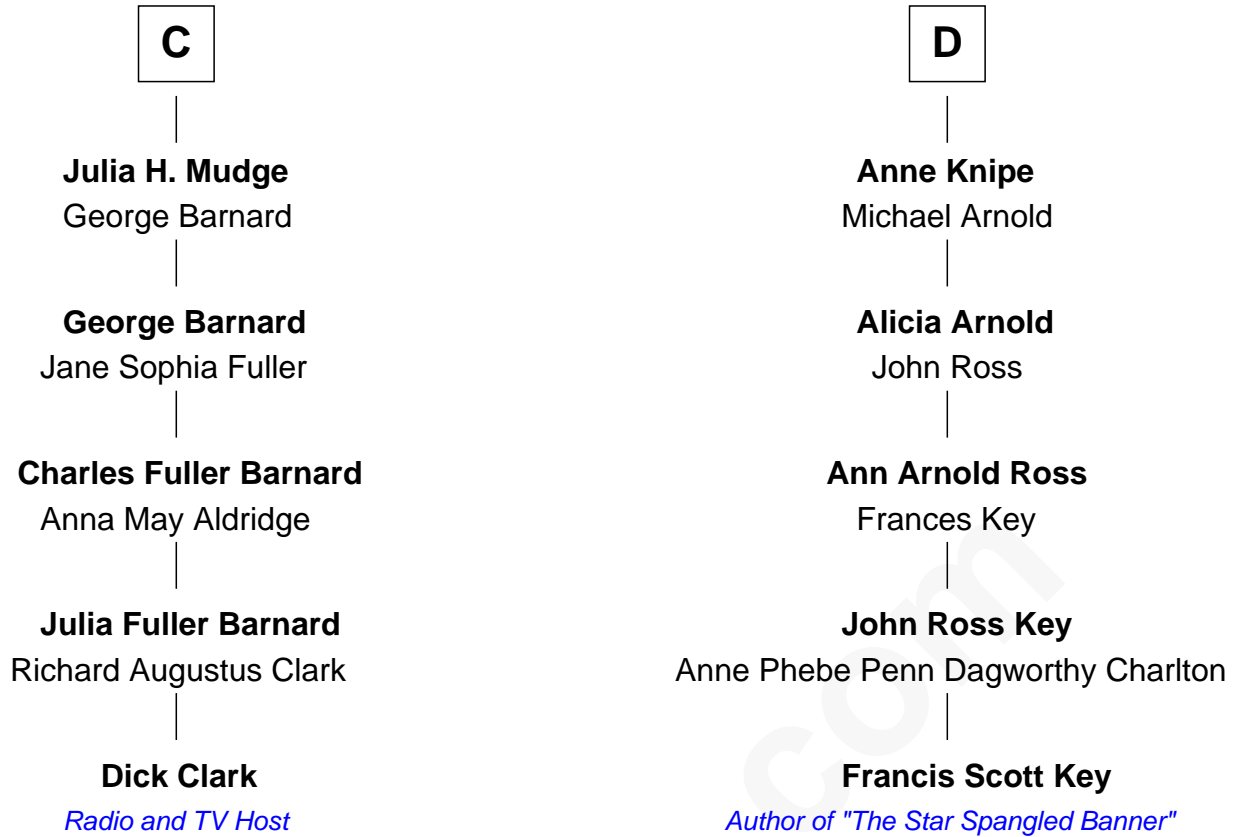 C
Julia H. Mudge
George Barnard
George Barnard
Jane Sophia Fuller
Charles Fuller Barnard
Anna May Aldridge
Julia Fuller Barnard
Richard Augustus Clark
Dick Clark
Radio and TV Host
D
Anne Knipe
Michael Arnold
Alicia Arnold
John Ross
Ann Arnold Ross
Frances Key
John Ross Key
Anne Phebe Penn Dagworthy Charlton
Francis Scott Key
Author of "The Star Spangled Banner"
com